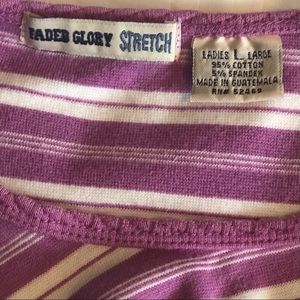 FADED GLORY STRETCH
LADIES L LARGE
95% COTTON
5% SPANDEX
MADE IN GUATEMALA
RN# 52469